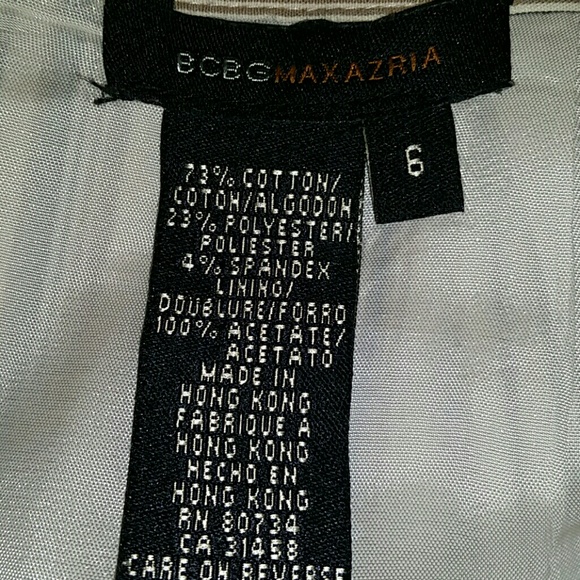 BCBGMAXAZRIA
6
73% COTTON/
COTON/ALGODON
23% POLYESTER/
POLIESTER
4% SPANDEX
LINING/
DOUBLURE/FORRO
100% ACETATE/
ACETATO
MADE IN
HONG KONG
FABRIQUE A
HONG KONG
HECHO EN
HONG KONG
RN 80734
CA 31458
CARE ON REVERSE